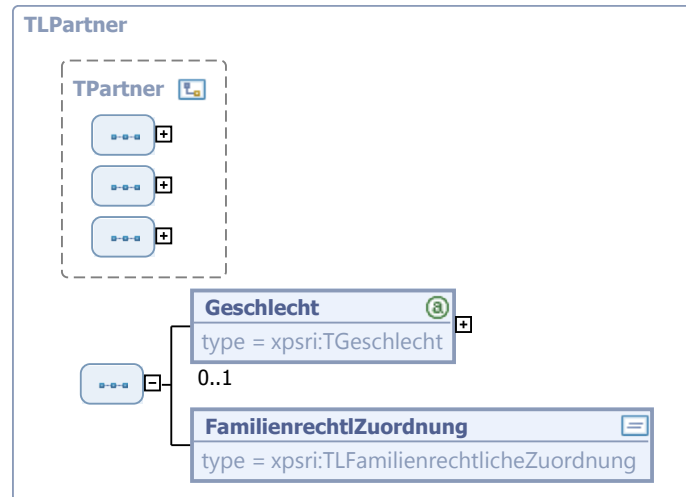 TLPartner
TPartner
Geschlecht
type = xpsri:TGeschlecht
0..1
FamilienrechtlZuordnung
type = xpsri:TLFamilienrechtlicheZuordnung